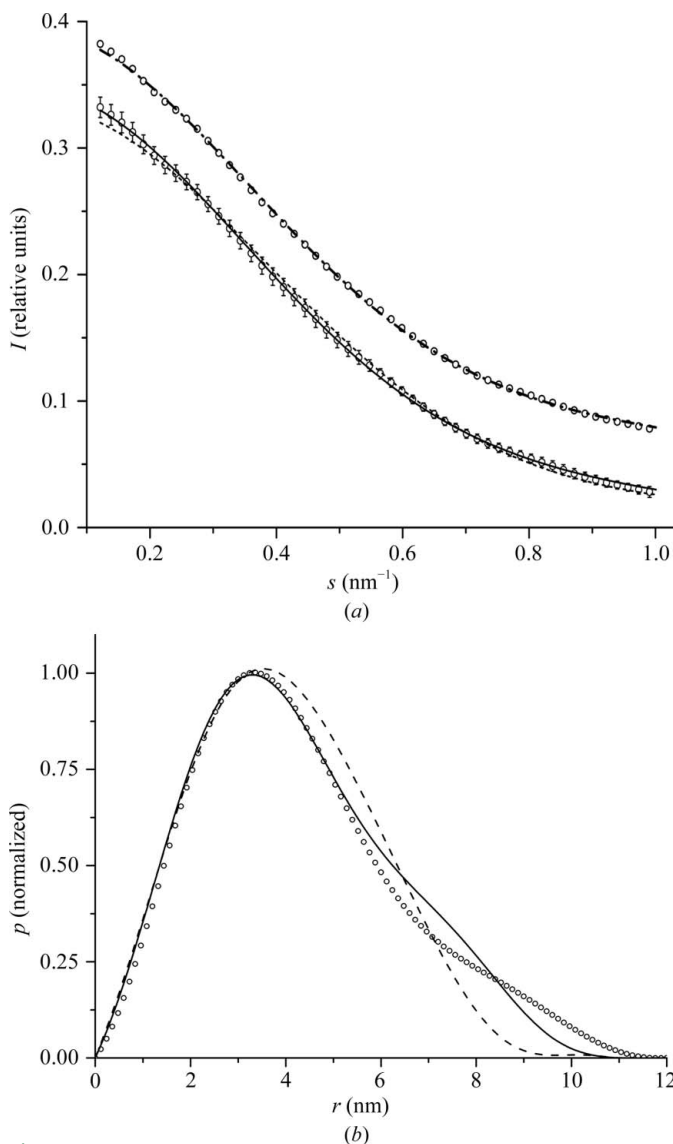 0.4
0.3
0.2
0.1
0.0
I (relative units)
0.2 0.4 0.6 0.8 1.0
s (nm⁻¹)
(a)
1.00
0.75
0.50
0.25
0.00
p (normalized)
0 2 4 6 8 10 12
r (nm)
(b)